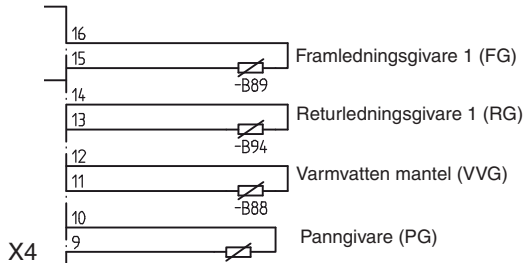 16
15 Framledningsgivare 1 (FG)
-B89
14
13 Returledningsgivare 1 (RG)
-B94
12
11 Varmvatten mantel (VVG)
-B88
10
9 Panngivare (PG)
X4